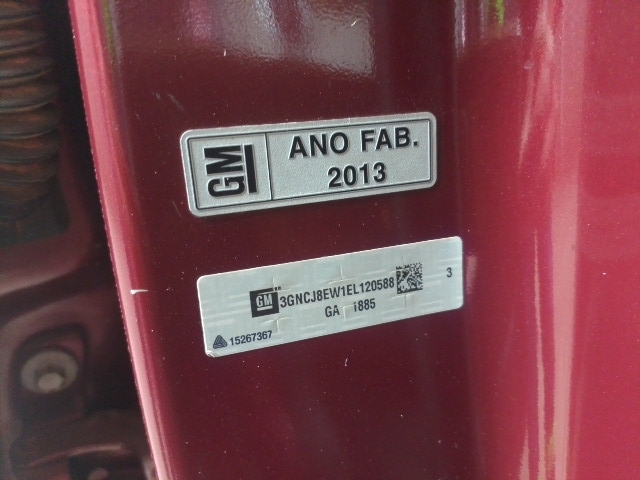 GM
ANO FAB.
2013
GM 3GNCJ8EW1EL120588 3
GA 1885
15267367